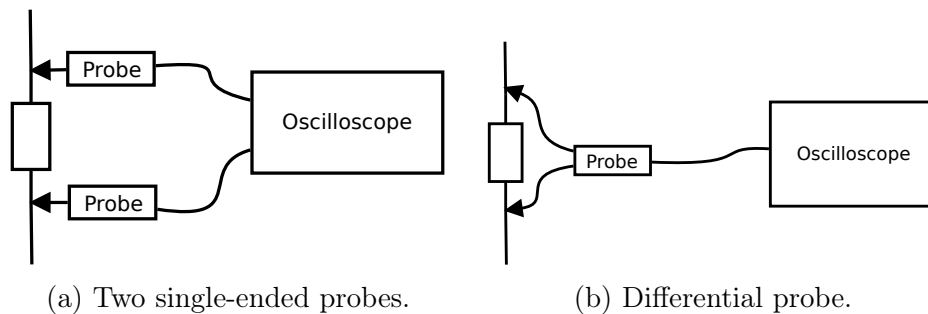 Probe
Oscilloscope
Probe
Probe
Oscilloscope
(a) Two single-ended probes.
(b) Differential probe.